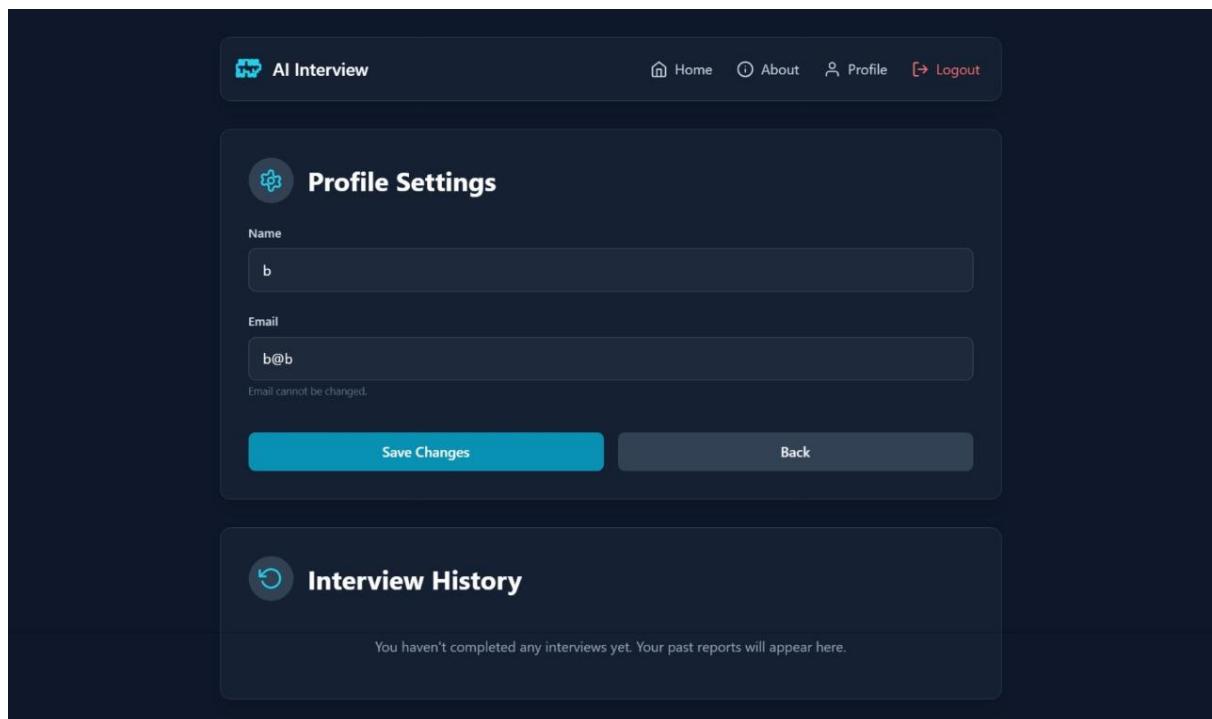 AI Interview
Home About Profile Logout
Profile Settings
Name
b
Email
b@b
Email cannot be changed.
Save Changes Back
Interview History
You haven't completed any interviews yet. Your past reports will appear here.